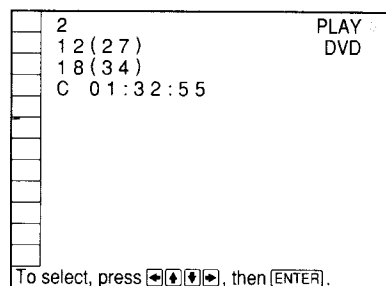 2 PLAY
12(27) DVD
18(34)
C 01:32:55
To select, press ←↑↓→, then ENTER.